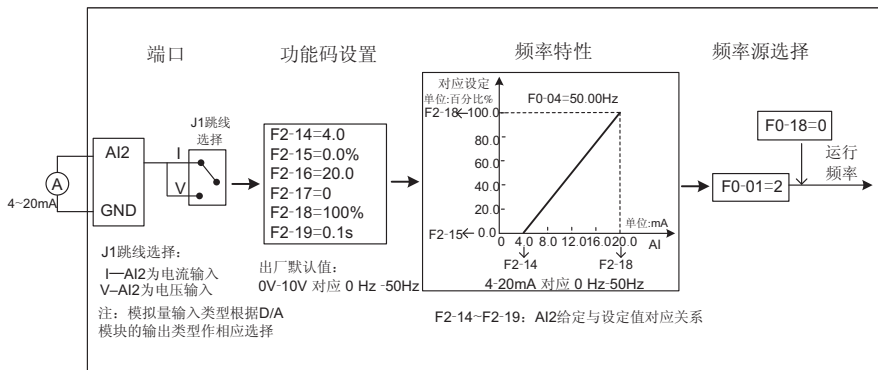 端口
功能码设置
频率特性
频率源选择
J1跳线
选择
AI2
GND
I
V
A
4~20mA
J1跳线选择：
I—AI2为电流输入
V–AI2为电压输入
注：模拟量输入类型根据D/A
模块的输出类型作相应选择
F2-14=4.0
F2-15=0.0%
F2-16=20.0
F2-17=0
F2-18=100%
F2-19=0.1s
出厂默认值：
0V-10V 对应 0 Hz -50Hz
对应设定
单位:百分比%
F0-04=50.00Hz
F2-18
100.0
80.0
60.0
40.0
20.0
F2-15
0.0
单位:mA
0 4.0 8.0 12.0 16.0 20.0 AI
F2-14
F2-18
4-20mA 对应 0 Hz-50Hz
F2-14~F2-19：AI2给定与设定值对应关系
F0-18=0
运行
频率
F0-01=2